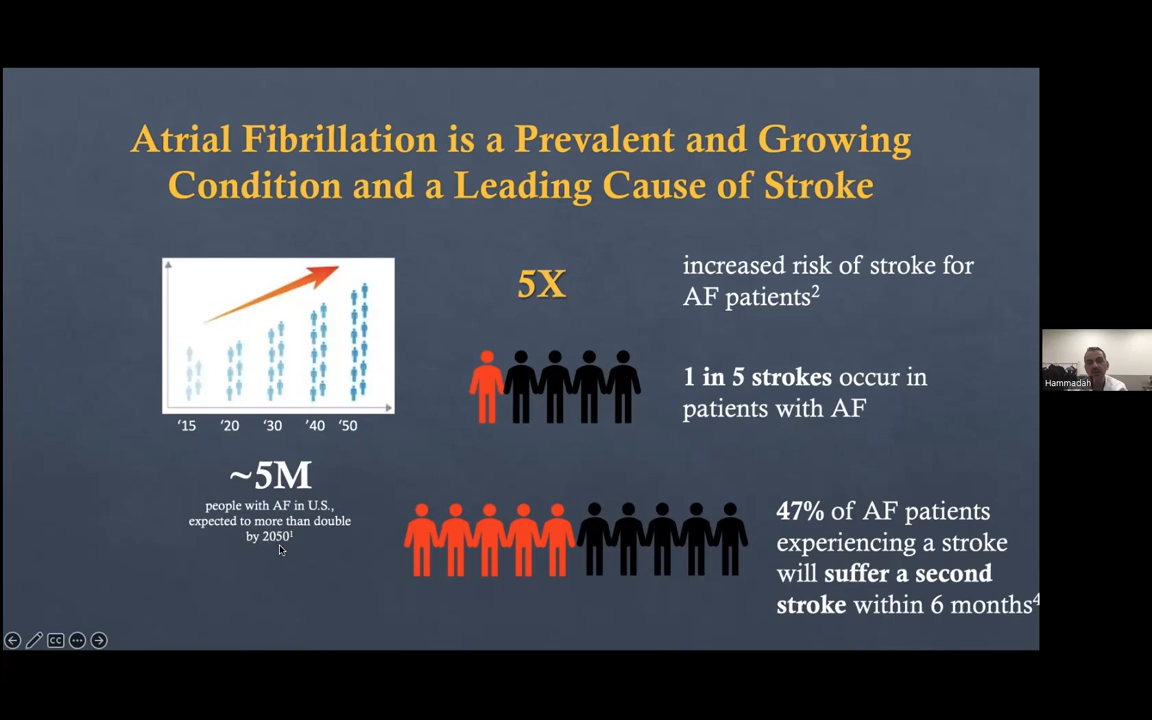 Atrial Fibrillation is a Prevalent and Growing
Condition and a Leading Cause of Stroke
5X
increased risk of stroke for
AF patients²
1 in 5 strokes occur in
patients with AF
'15 '20 '30 '40 '50
~5M
people with AF in U.S.,
expected to more than double
by 2050¹
47% of AF patients
experiencing a stroke
will suffer a second
stroke within 6 months⁴
CC
Hammadah